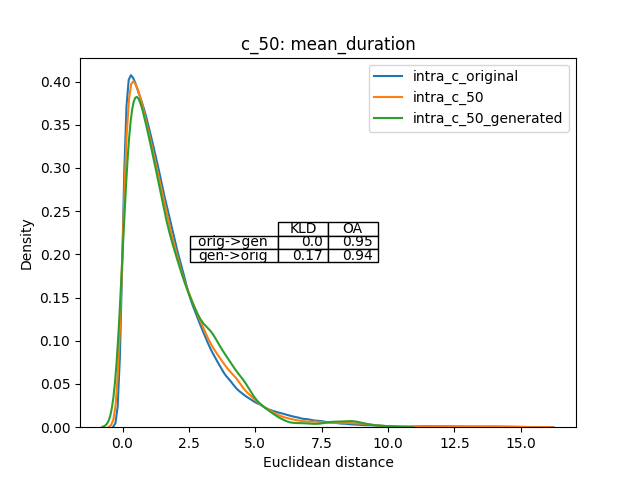 c_50: mean_duration
intra_c_original
intra_c_50
intra_c_50_generated
KLD OA
orig->gen 0.0 0.95
gen->orig 0.17 0.94
Density
0.40
0.35
0.30
0.25
0.20
0.15
0.10
0.05
0.00
0.0 2.5 5.0 7.5 10.0 12.5 15.0
Euclidean distance